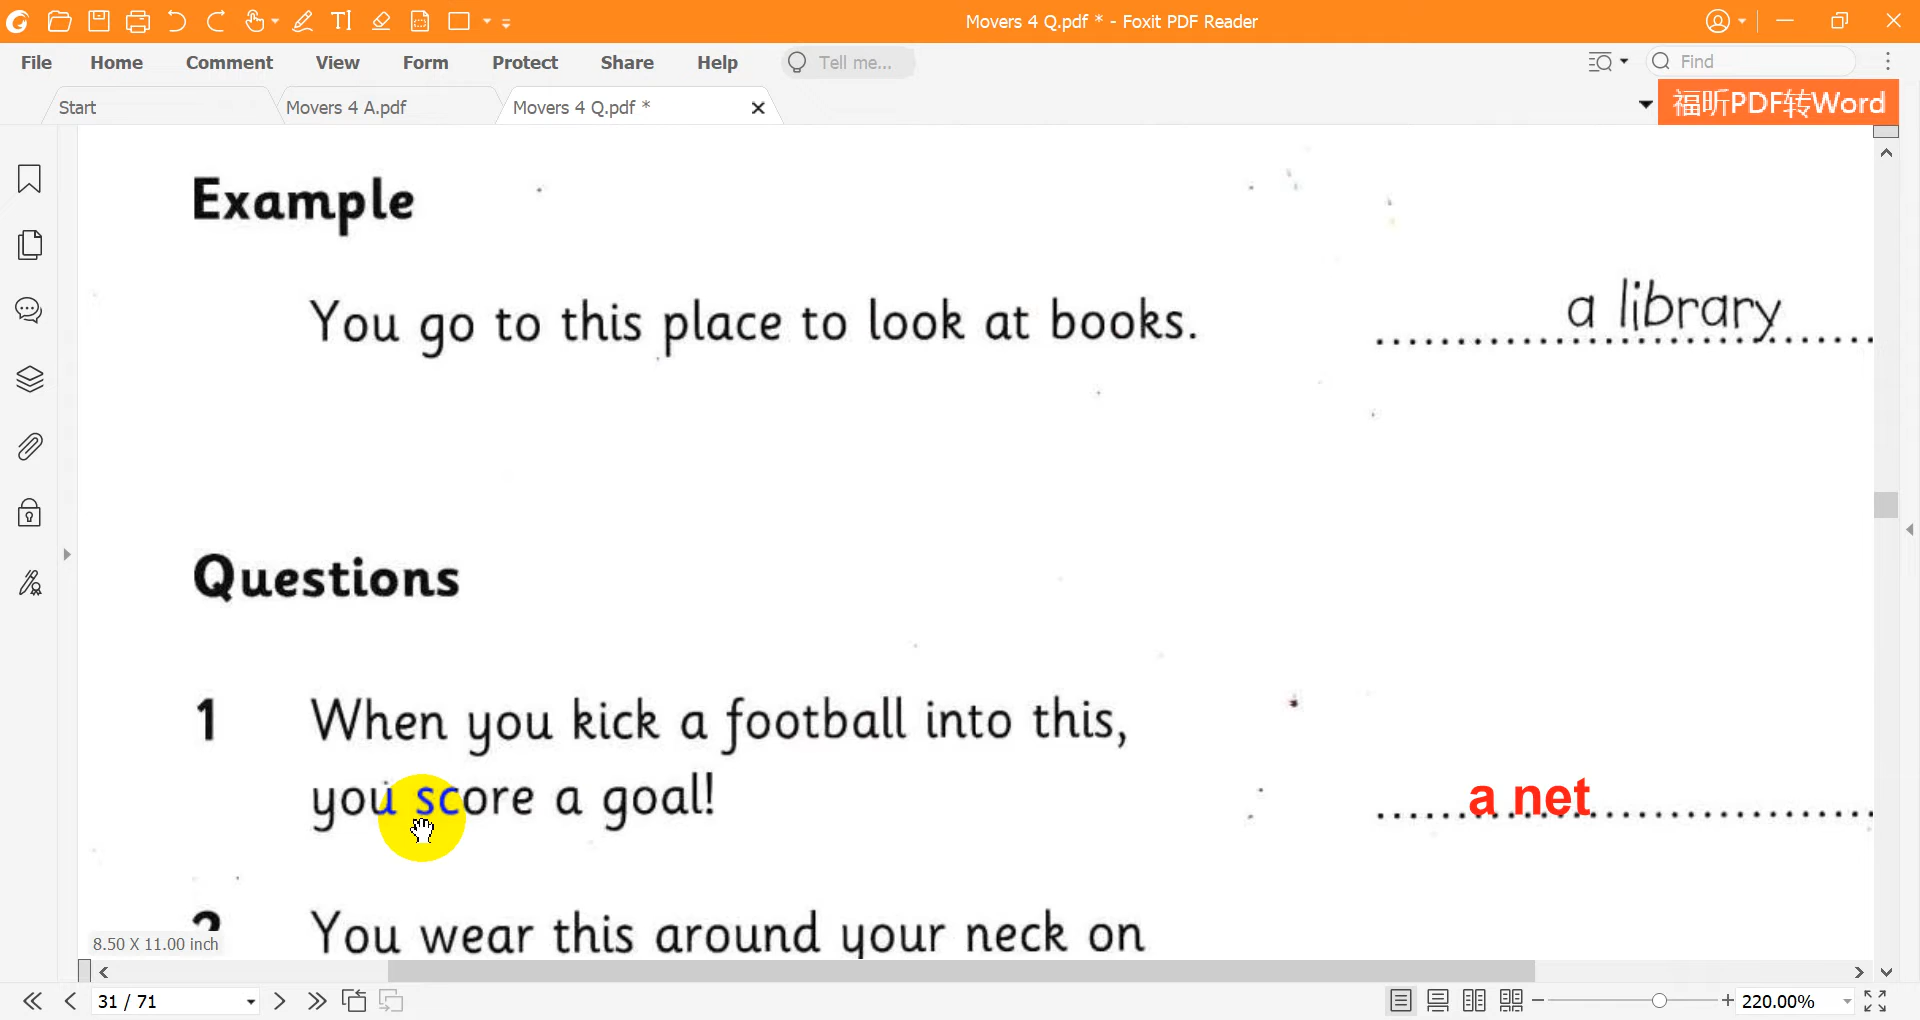 Movers 4 Q.pdf * - Foxit PDF Reader
File Home Comment View Form Protect Share Help Tell me... Find
Start Movers 4 A.pdf Movers 4 Q.pdf * 福昕PDF转Word
Example
You go to this place to look at books. a library
Questions
1 When you kick a football into this,
you score a goal! a net
2 You wear this around your neck on
8.50 X 11.00 inch
31 / 71 220.00%